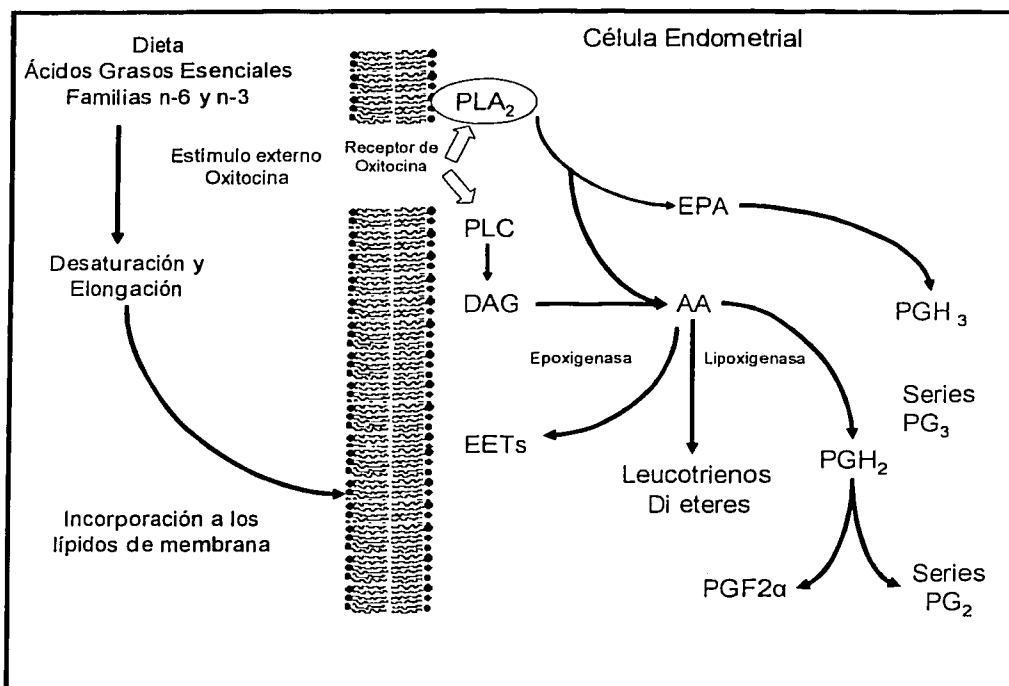 Célula Endometrial
Dieta
Ácidos Grasos Esenciales
Familias n-6 y n-3
Estímulo externo
Oxitocina
Receptor de
Oxitocina
Desaturación y
Elongación
Incorporación a los
lípidos de membrana
PLA2
PLC
DAG
EPA
AA
PGH3
Epoxigenasa
Lipoxigenasa
Series
PG3
EETs
Leucotrienos
Di eteres
PGH2
PGF2α
Series
PG2